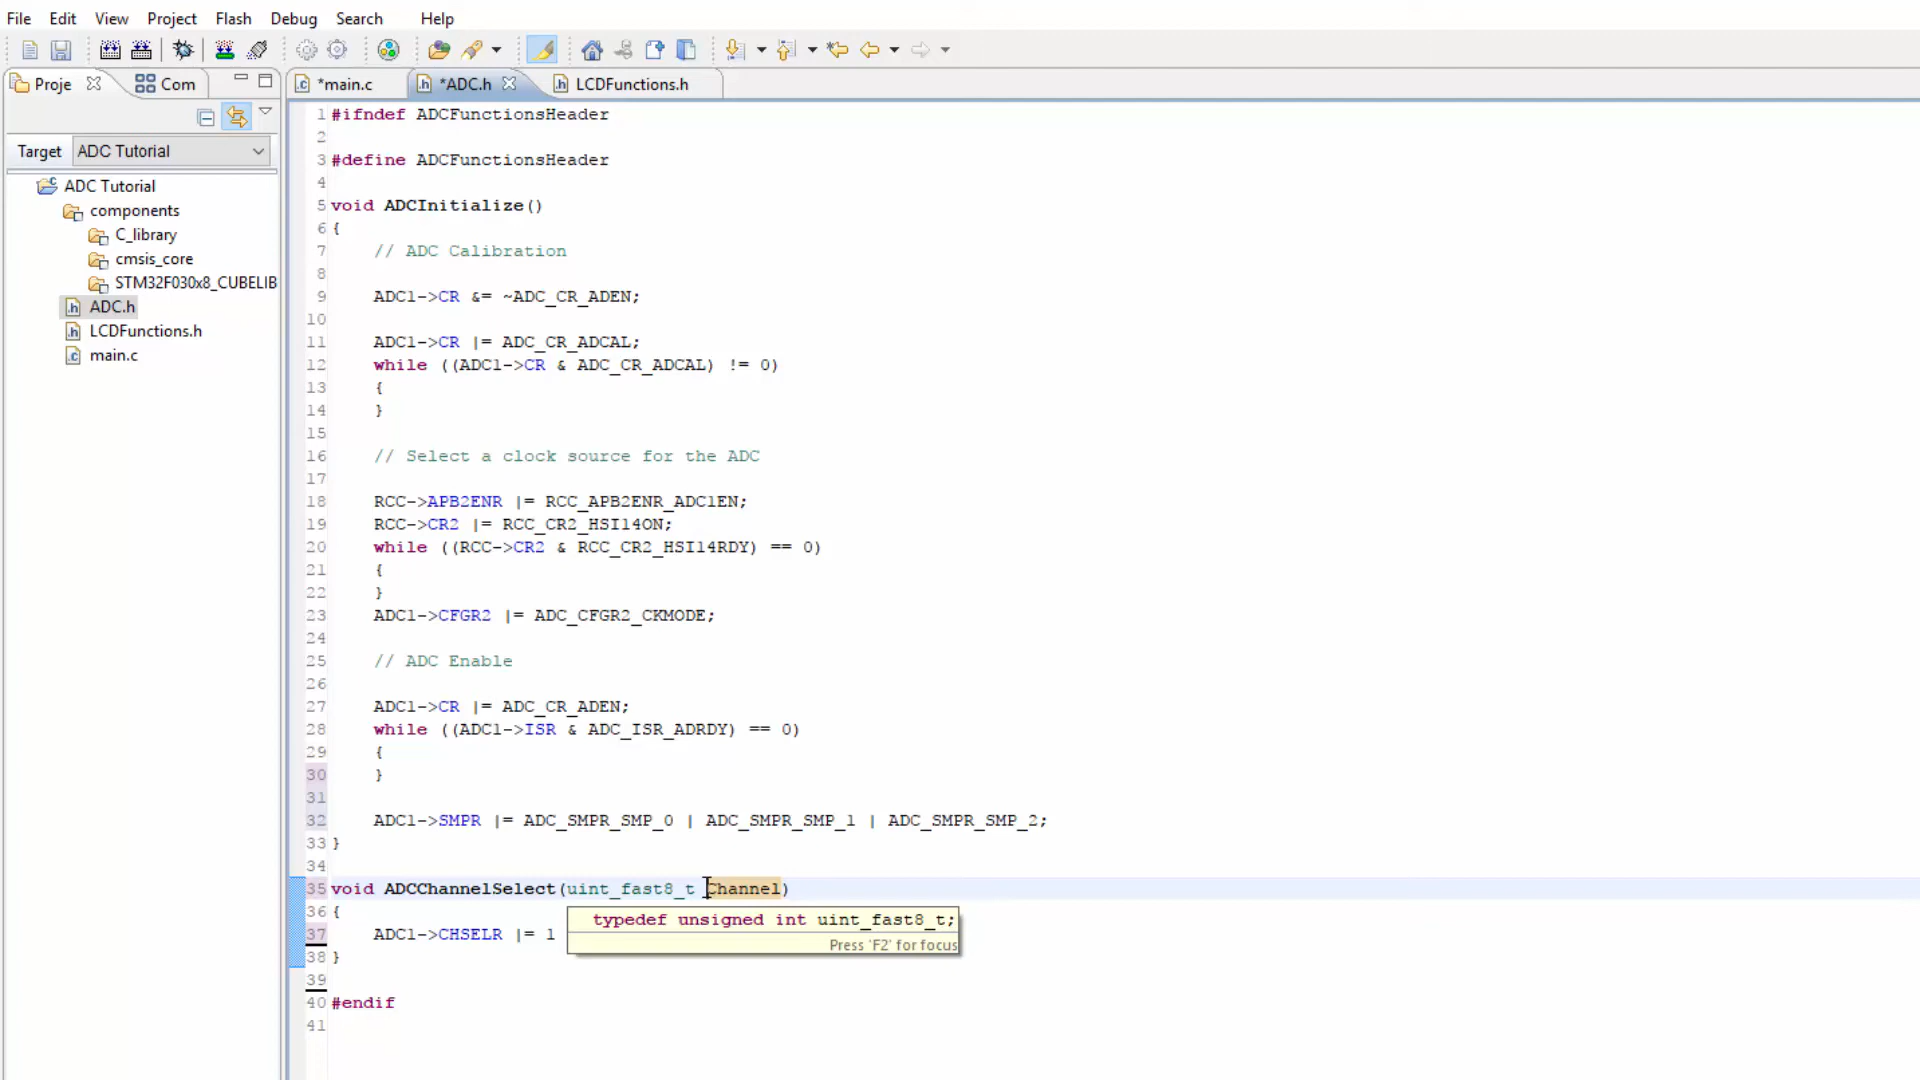 File Edit View Project Flash Debug Search Help
Proje Com
*main.c *ADC.h LCDFunctions.h
Target ADC Tutorial
ADC Tutorial
components
C_library
cmsis_core
STM32F030x8_CUBELIB
ADC.h
LCDFunctions.h
main.c
1 #ifndef ADCFunctionsHeader
2
3 #define ADCFunctionsHeader
4
5 void ADCInitialize()
6 {
7 // ADC Calibration
8
9 ADC1->CR &= ~ADC_CR_ADEN;
10
11 ADC1->CR |= ADC_CR_ADCAL;
12 while ((ADC1->CR & ADC_CR_ADCAL) != 0)
13 {
14 }
15
16 // Select a clock source for the ADC
17
18 RCC->APB2ENR |= RCC_APB2ENR_ADC1EN;
19 RCC->CR2 |= RCC_CR2_HSI14ON;
20 while ((RCC->CR2 & RCC_CR2_HSI14RDY) == 0)
21 {
22 }
23 ADC1->CFGR2 |= ADC_CFGR2_CKMODE;
24
25 // ADC Enable
26
27 ADC1->CR |= ADC_CR_ADEN;
28 while ((ADC1->ISR & ADC_ISR_ADRDY) == 0)
29 {
30 }
31
32 ADC1->SMPR |= ADC_SMPR_SMP_0 | ADC_SMPR_SMP_1 | ADC_SMPR_SMP_2;
33 }
34
35 void ADCChannelSelect(uint_fast8_t Channel)
36 {
typedef unsigned int uint_fast8_t;
37 ADC1->CHSELR |= 1
Press 'F2' for focus
38 }
39
40 #endif
41